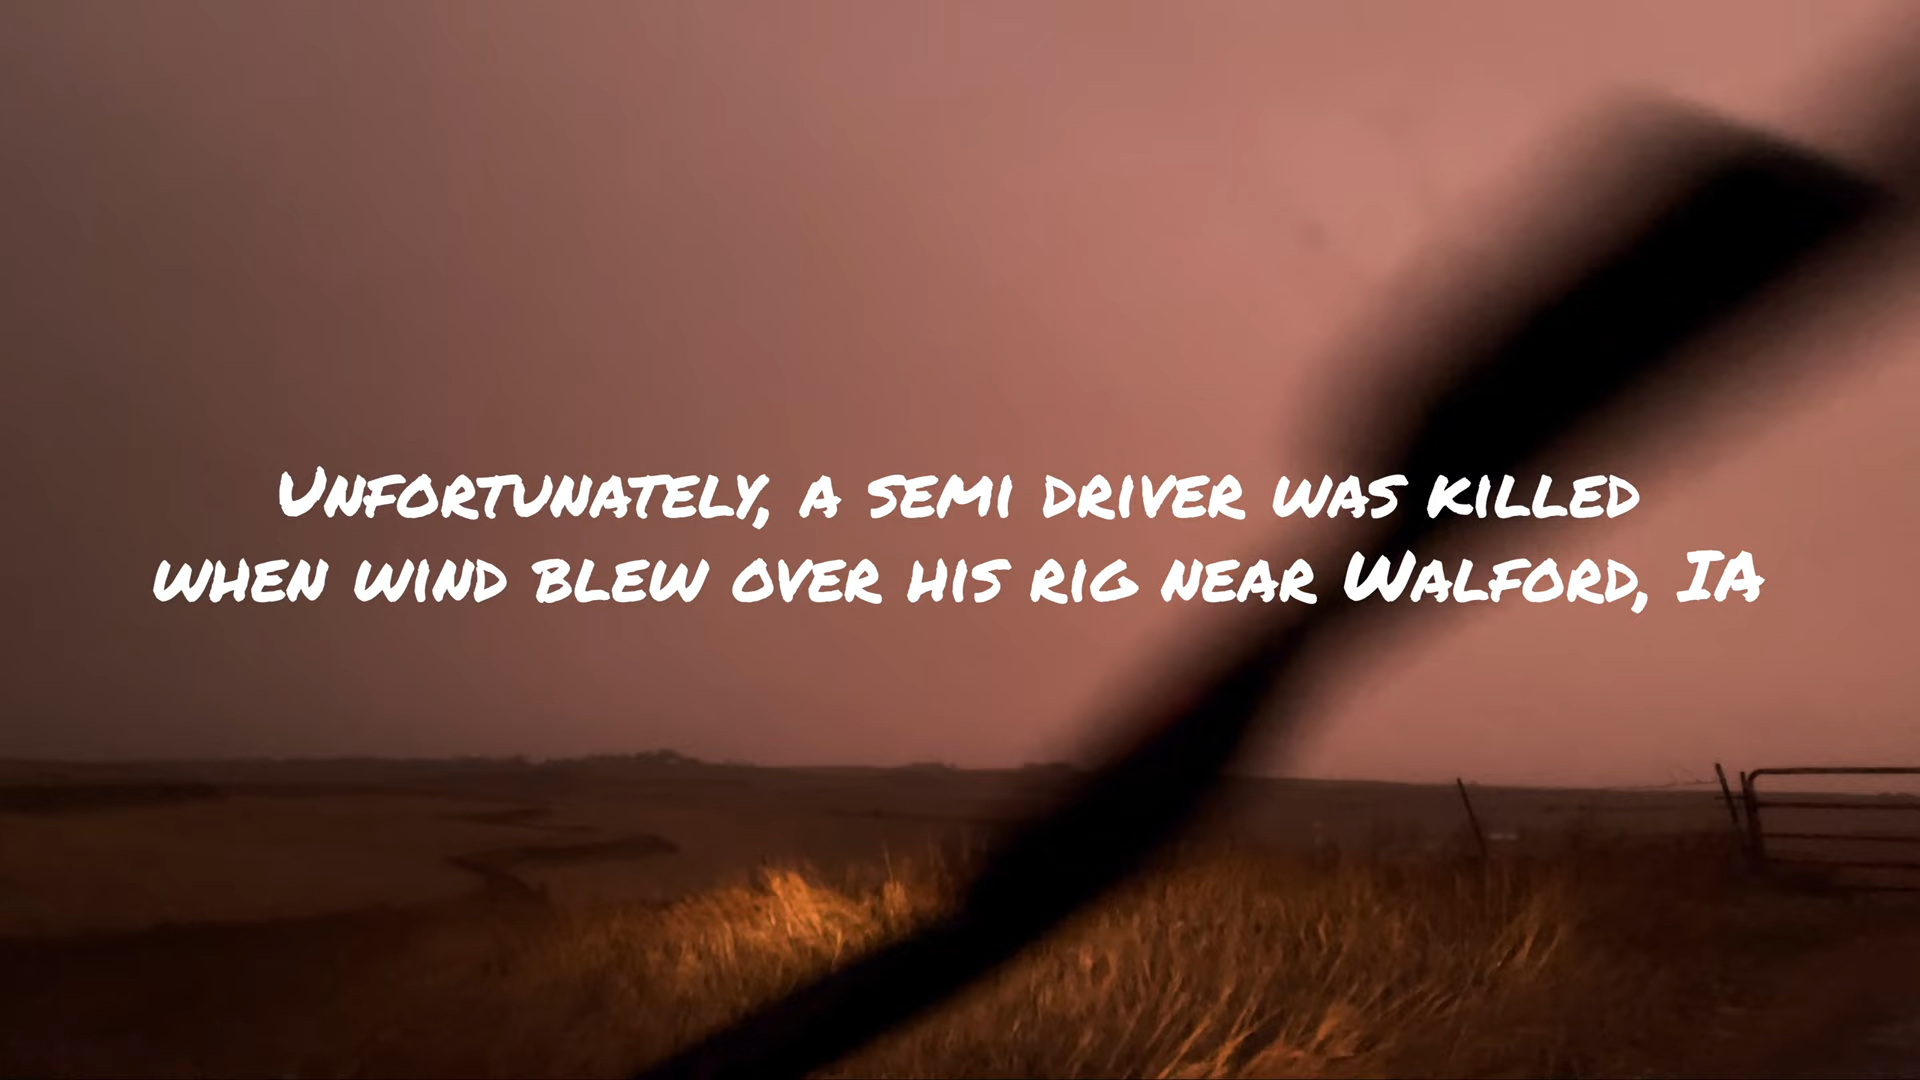 Unfortunately, a semi driver was killed
when wind blew over his rig near Walford, IA